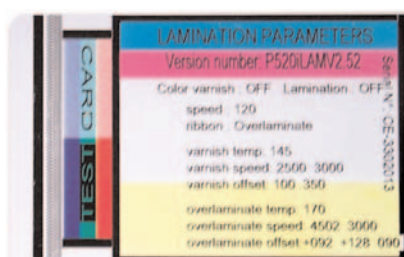 CARD
TEST
LAMINATION PARAMETERS
Version number: P520iLAMV2.52
Color varnish : OFF Lamination : OFF
speed : 120
ribbon : Overlaminate
varnish temp: 145
varnish speed: 2500 3000
varnish offset: 100 350
overlaminate temp: 170
overlaminate speed: 4502 3000
overlaminate offset +092 +128 090
Serial N° : CE-3302013